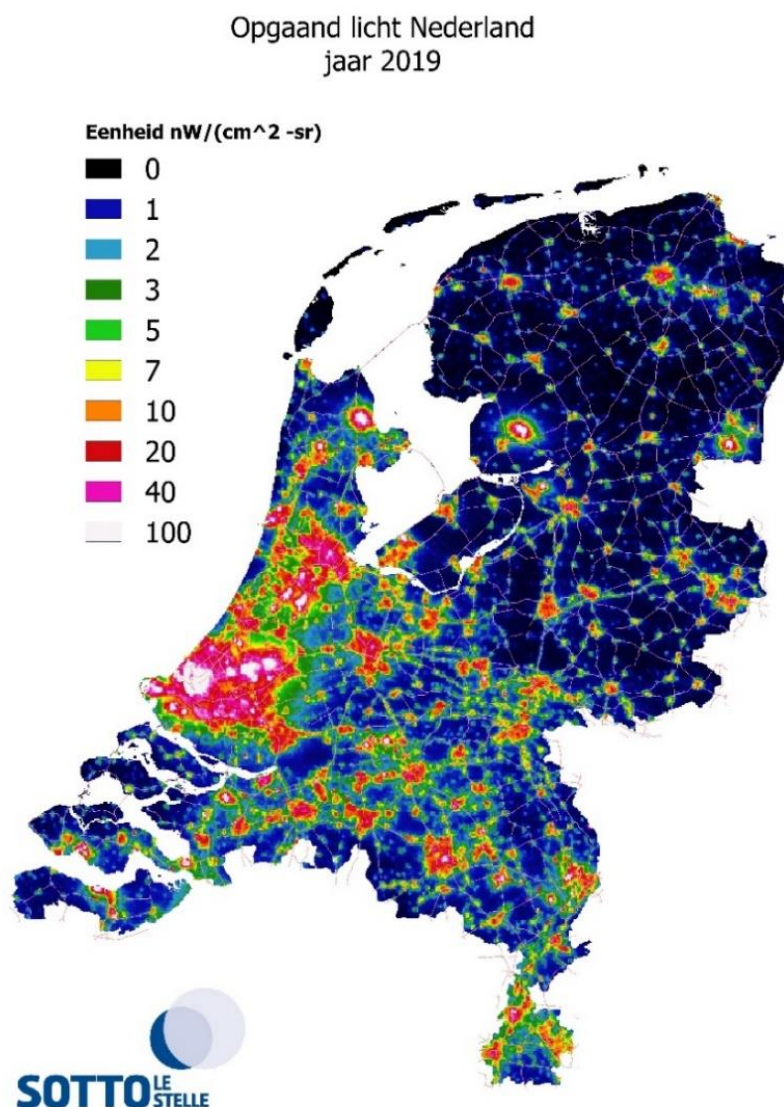 Opgaand licht Nederland
jaar 2019
Eenheid nW/(cm^2 -sr)
0
1
2
3
5
7
10
20
40
100
SOTTO LE STELLE